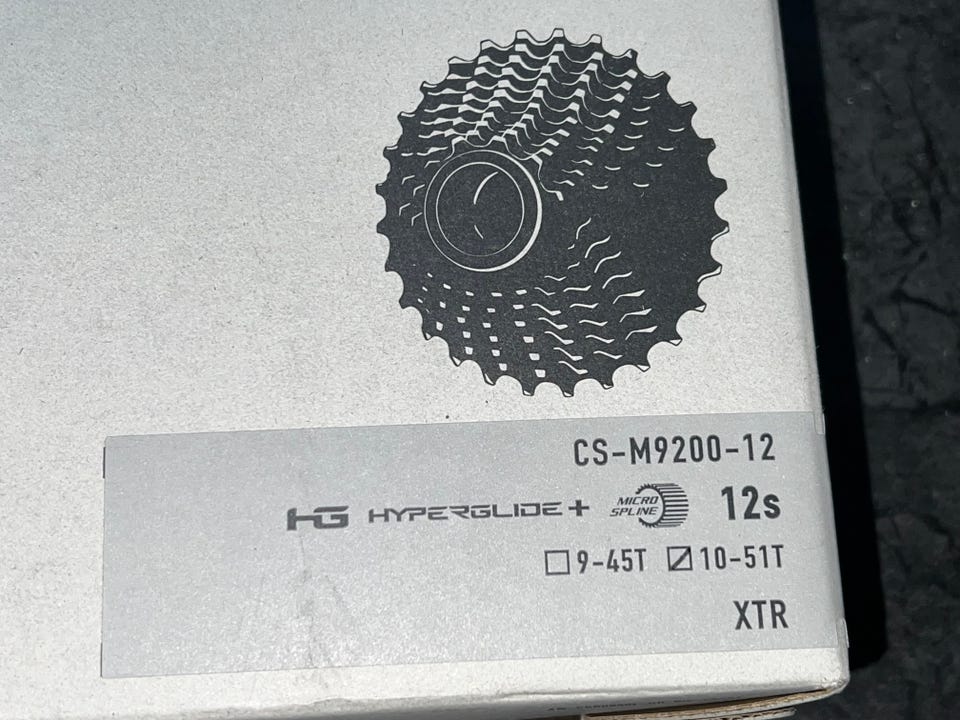 CS-M9200-12
HG HYPERGLIDE+ MICRO SPLINE 12s
☐ 9-45T ☑ 10-51T
XTR